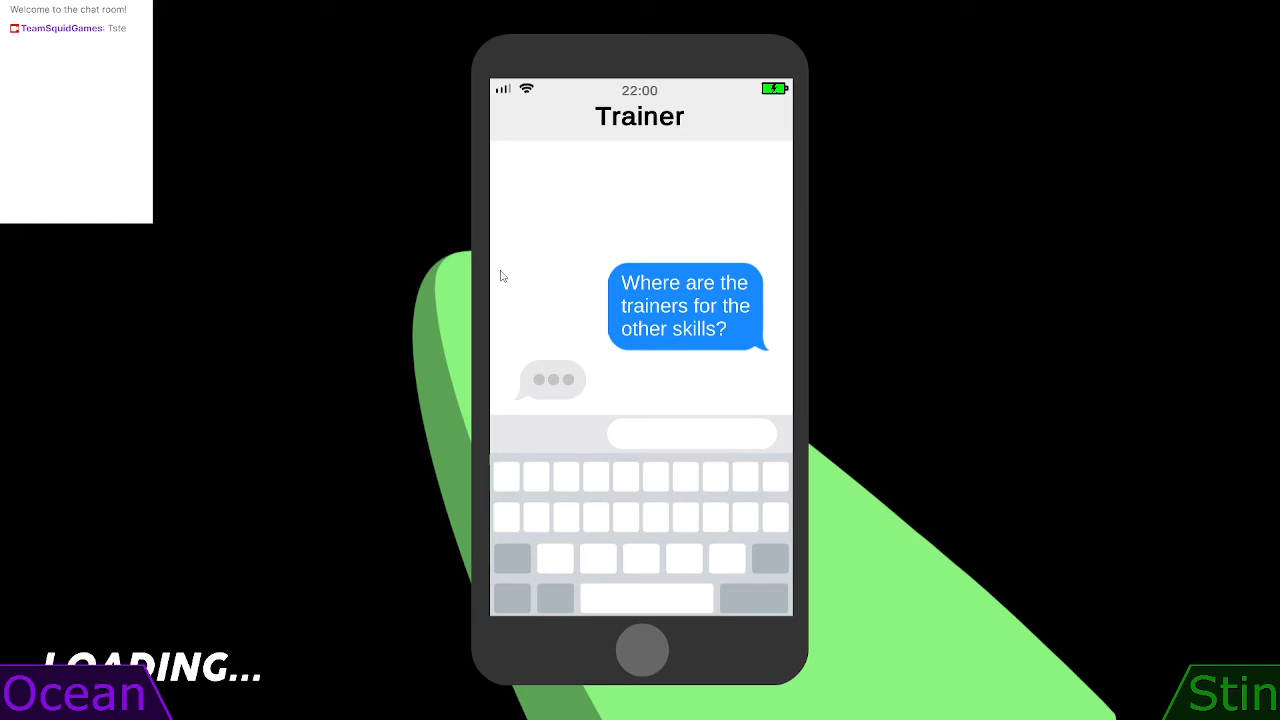 Welcome to the chat room!
TeamSquidGames: Tste
22:00
Trainer
Where are the
trainers for the
other skills?
LOADING...
Ocean
Stin